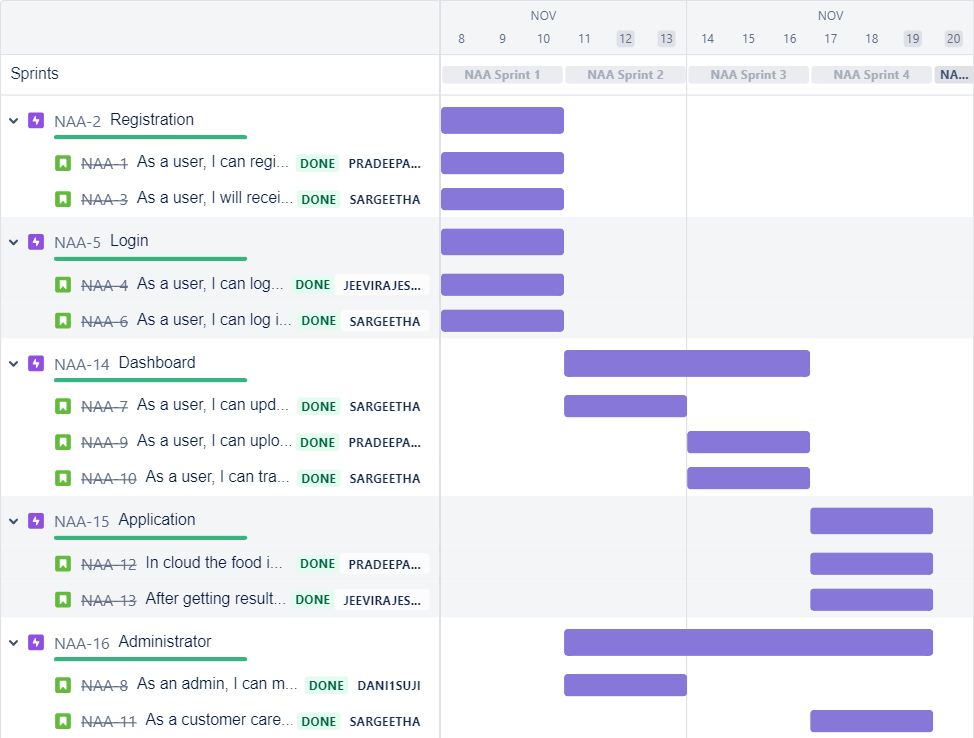 NOV NOV
8 9 10 11 12 13 14 15 16 17 18 19 20
Sprints NAA Sprint 1 NAA Sprint 2 NAA Sprint 3 NAA Sprint 4 NA...
NAA-2 Registration
NAA-1 As a user, I can regi... DONE PRADEEPA...
NAA-3 As a user, I will recei... DONE SARGEETHA
NAA-5 Login
NAA-4 As a user, I can log... DONE JEEVIRAJES...
NAA-6 As a user, I can log i... DONE SARGEETHA
NAA-14 Dashboard
NAA-7 As a user, I can upd... DONE SARGEETHA
NAA-9 As a user, I can uplo... DONE PRADEEPA...
NAA-10 As a user, I can tra... DONE SARGEETHA
NAA-15 Application
NAA-12 In cloud the food i... DONE PRADEEPA...
NAA-13 After getting result... DONE JEEVIRAJES...
NAA-16 Administrator
NAA-8 As an admin, I can m... DONE DANI1SUJI
NAA-11 As a customer care... DONE SARGEETHA